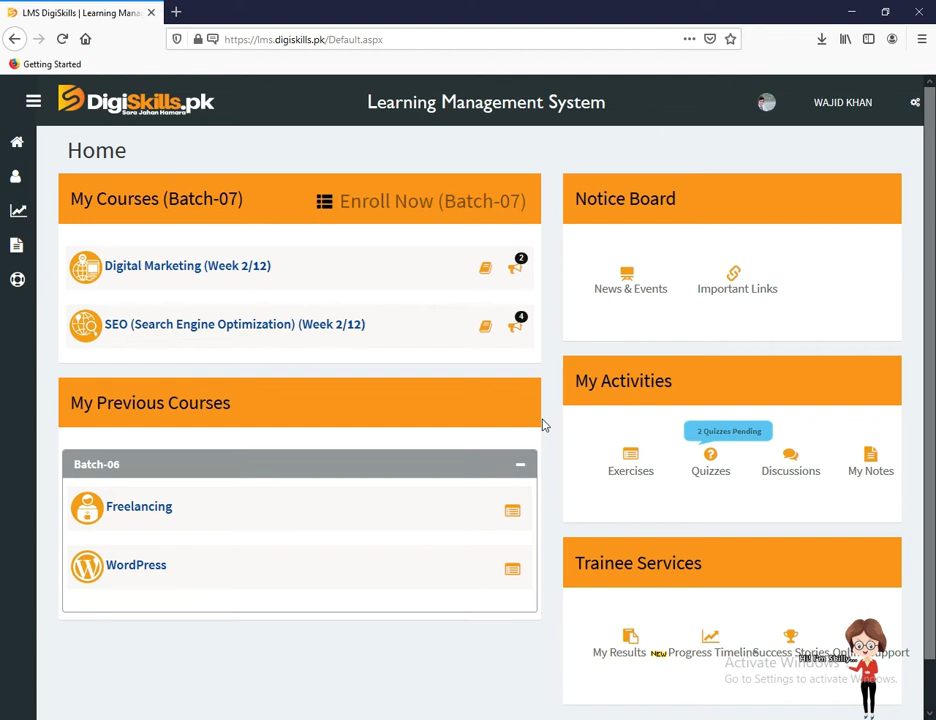 LMS DigiSkills | Learning Mana
https://lms.digiskills.pk/Default.aspx
Getting Started
DigiSkills.pk
Sara Jahan Hamara
Learning Management System
WAJID KHAN
Home
My Courses (Batch-07)
Enroll Now (Batch-07)
Digital Marketing (Week 2/12)
2
SEO (Search Engine Optimization) (Week 2/12)
4
My Previous Courses
Batch-06
Freelancing
WordPress
Notice Board
News & Events
Important Links
My Activities
2 Quizzes Pending
Exercises
Quizzes
Discussions
My Notes
Trainee Services
My Results
NEW
Progress Timeline
Success Stories
Support
Activate Windows
Go to Settings to activate Windows.